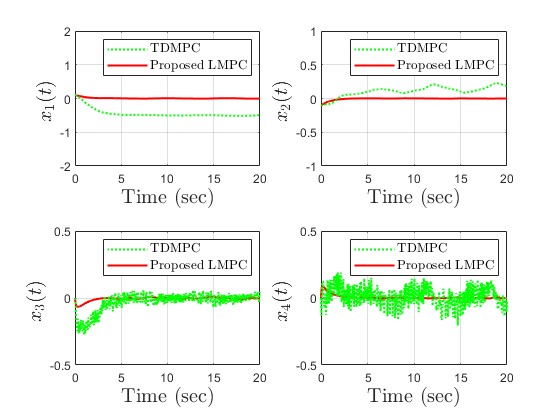 2
1
0
-1
-2
x₁(t)
TDMPC
Proposed LMPC
0 5 10 15 20
Time (sec)
1
0.5
0
-0.5
-1
x₂(t)
TDMPC
Proposed LMPC
0 5 10 15 20
Time (sec)
0.5
0
-0.5
x₃(t)
TDMPC
Proposed LMPC
0 5 10 15 20
Time (sec)
0.5
0
-0.5
x₄(t)
TDMPC
Proposed LMPC
0 5 10 15 20
Time (sec)